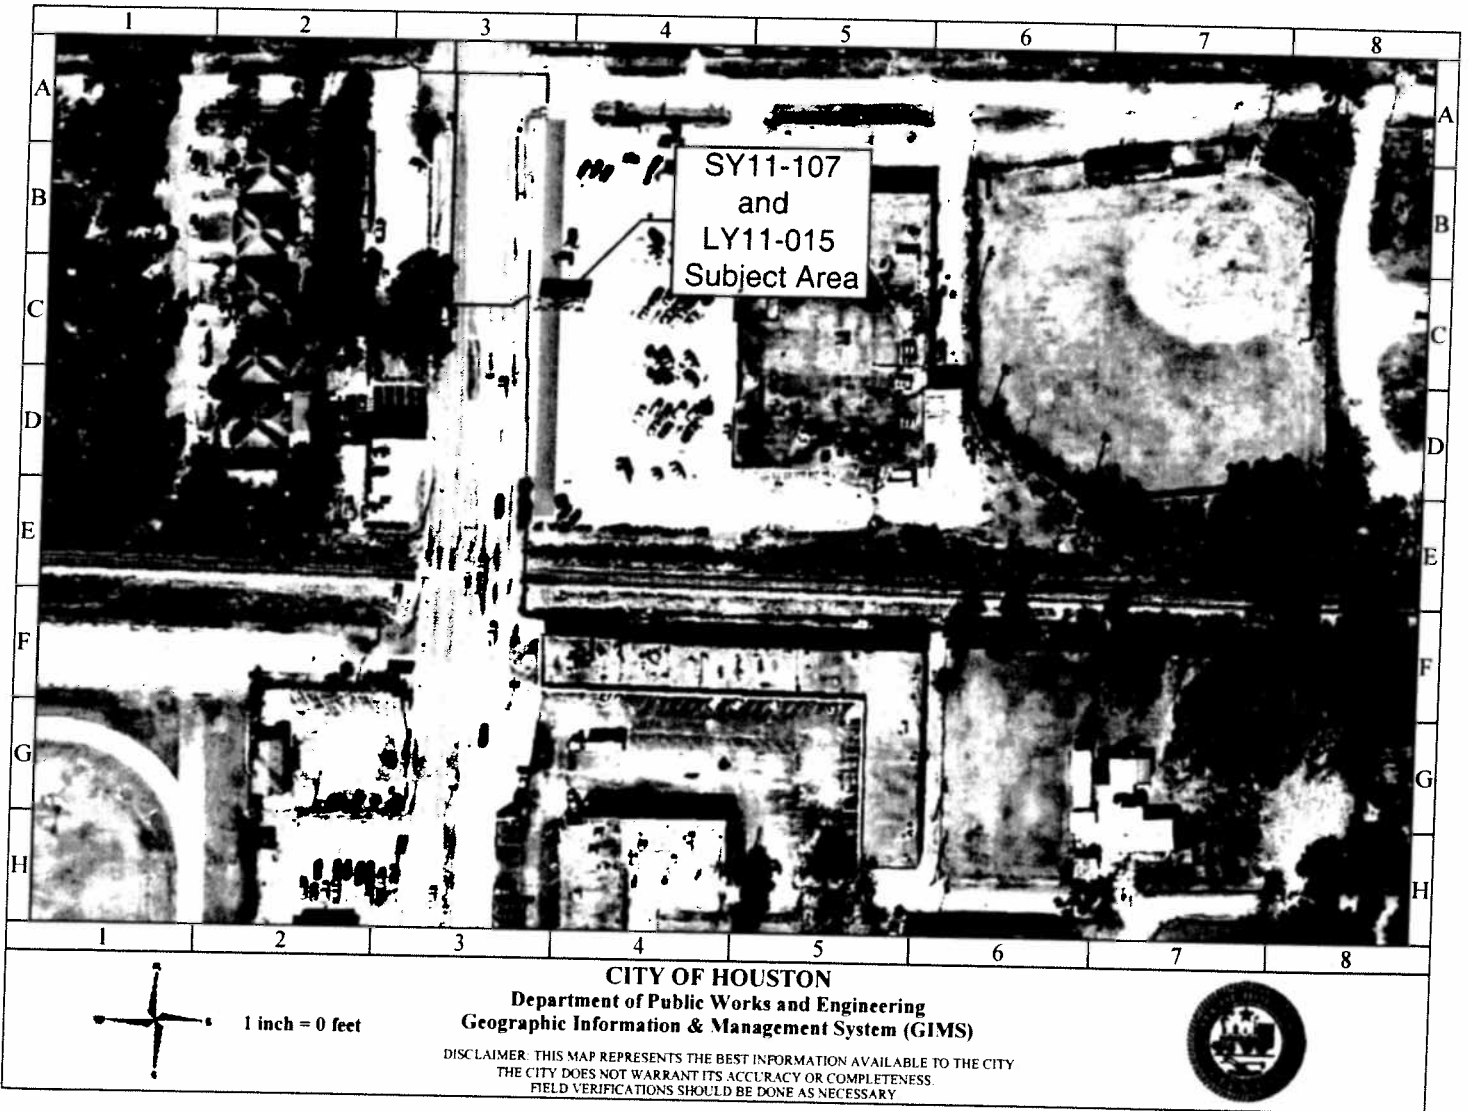 1 2 3 4 5 6 7 8
A A
SY11-107
and
LY11-015
Subject Area
B B
C C
D D
E E
F F
G G
H H
1 2 3 4 5 6 7 8
CITY OF HOUSTON
Department of Public Works and Engineering
Geographic Information & Management System (GIMS)
1 inch = 0 feet
DISCLAIMER: THIS MAP REPRESENTS THE BEST INFORMATION AVAILABLE TO THE CITY
THE CITY DOES NOT WARRANT ITS ACCURACY OR COMPLETENESS.
FIELD VERIFICATIONS SHOULD BE DONE AS NECESSARY